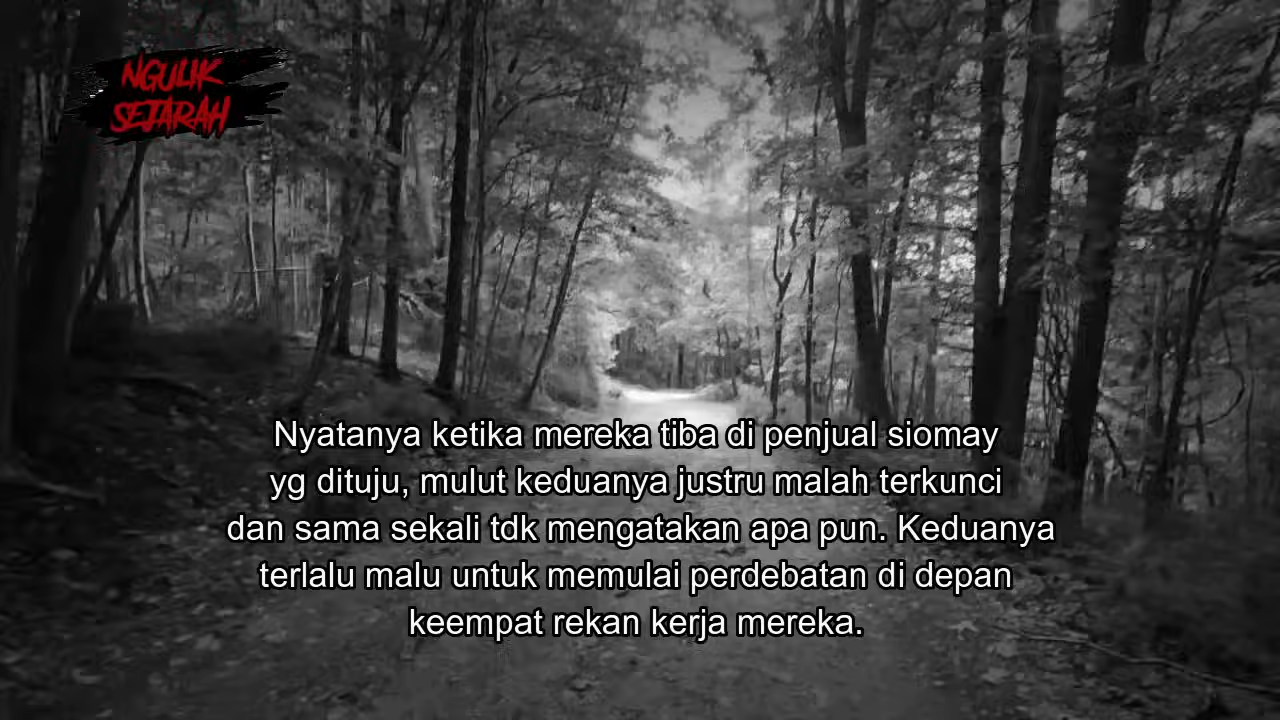 NGULIK
SEJARAH
Nyatanya ketika mereka tiba di penjual siomay
yg dituju, mulut keduanya justru malah terkunci
dan sama sekali tdk mengatakan apa pun. Keduanya
terlalu malu untuk memulai perdebatan di depan
keempat rekan kerja mereka.